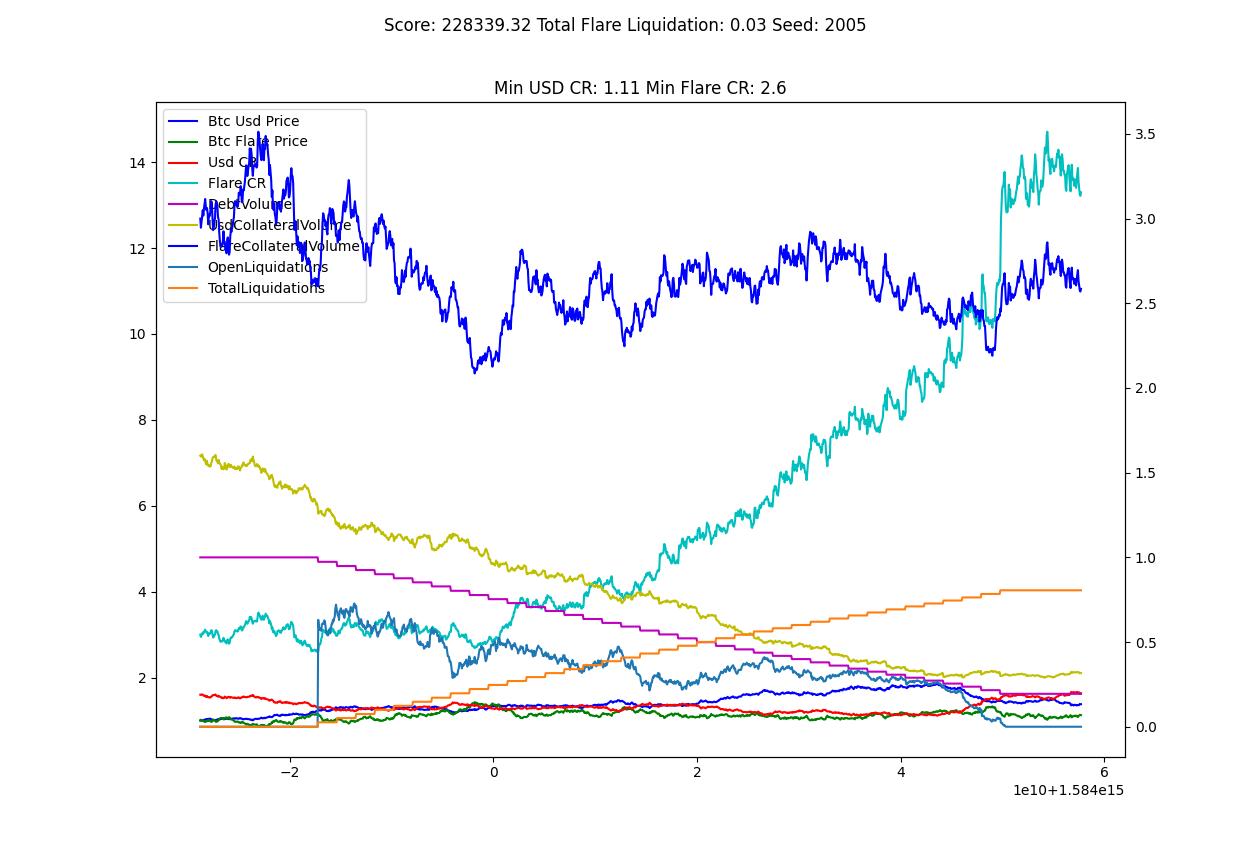 Score: 228339.32 Total Flare Liquidation: 0.03 Seed: 2005
Min USD CR: 1.11 Min Flare CR: 2.6
Btc Usd Price
Btc Flare Price
Usd CR
Flare CR
DebtVolume
UsdCollateralVolume
FlareCollateralVolume
OpenLiquidations
TotalLiquidations
14
12
10
8
6
4
2
3.5
3.0
2.5
2.0
1.5
1.0
0.5
0.0
−2
0
2
4
6
1e10+1.584e15